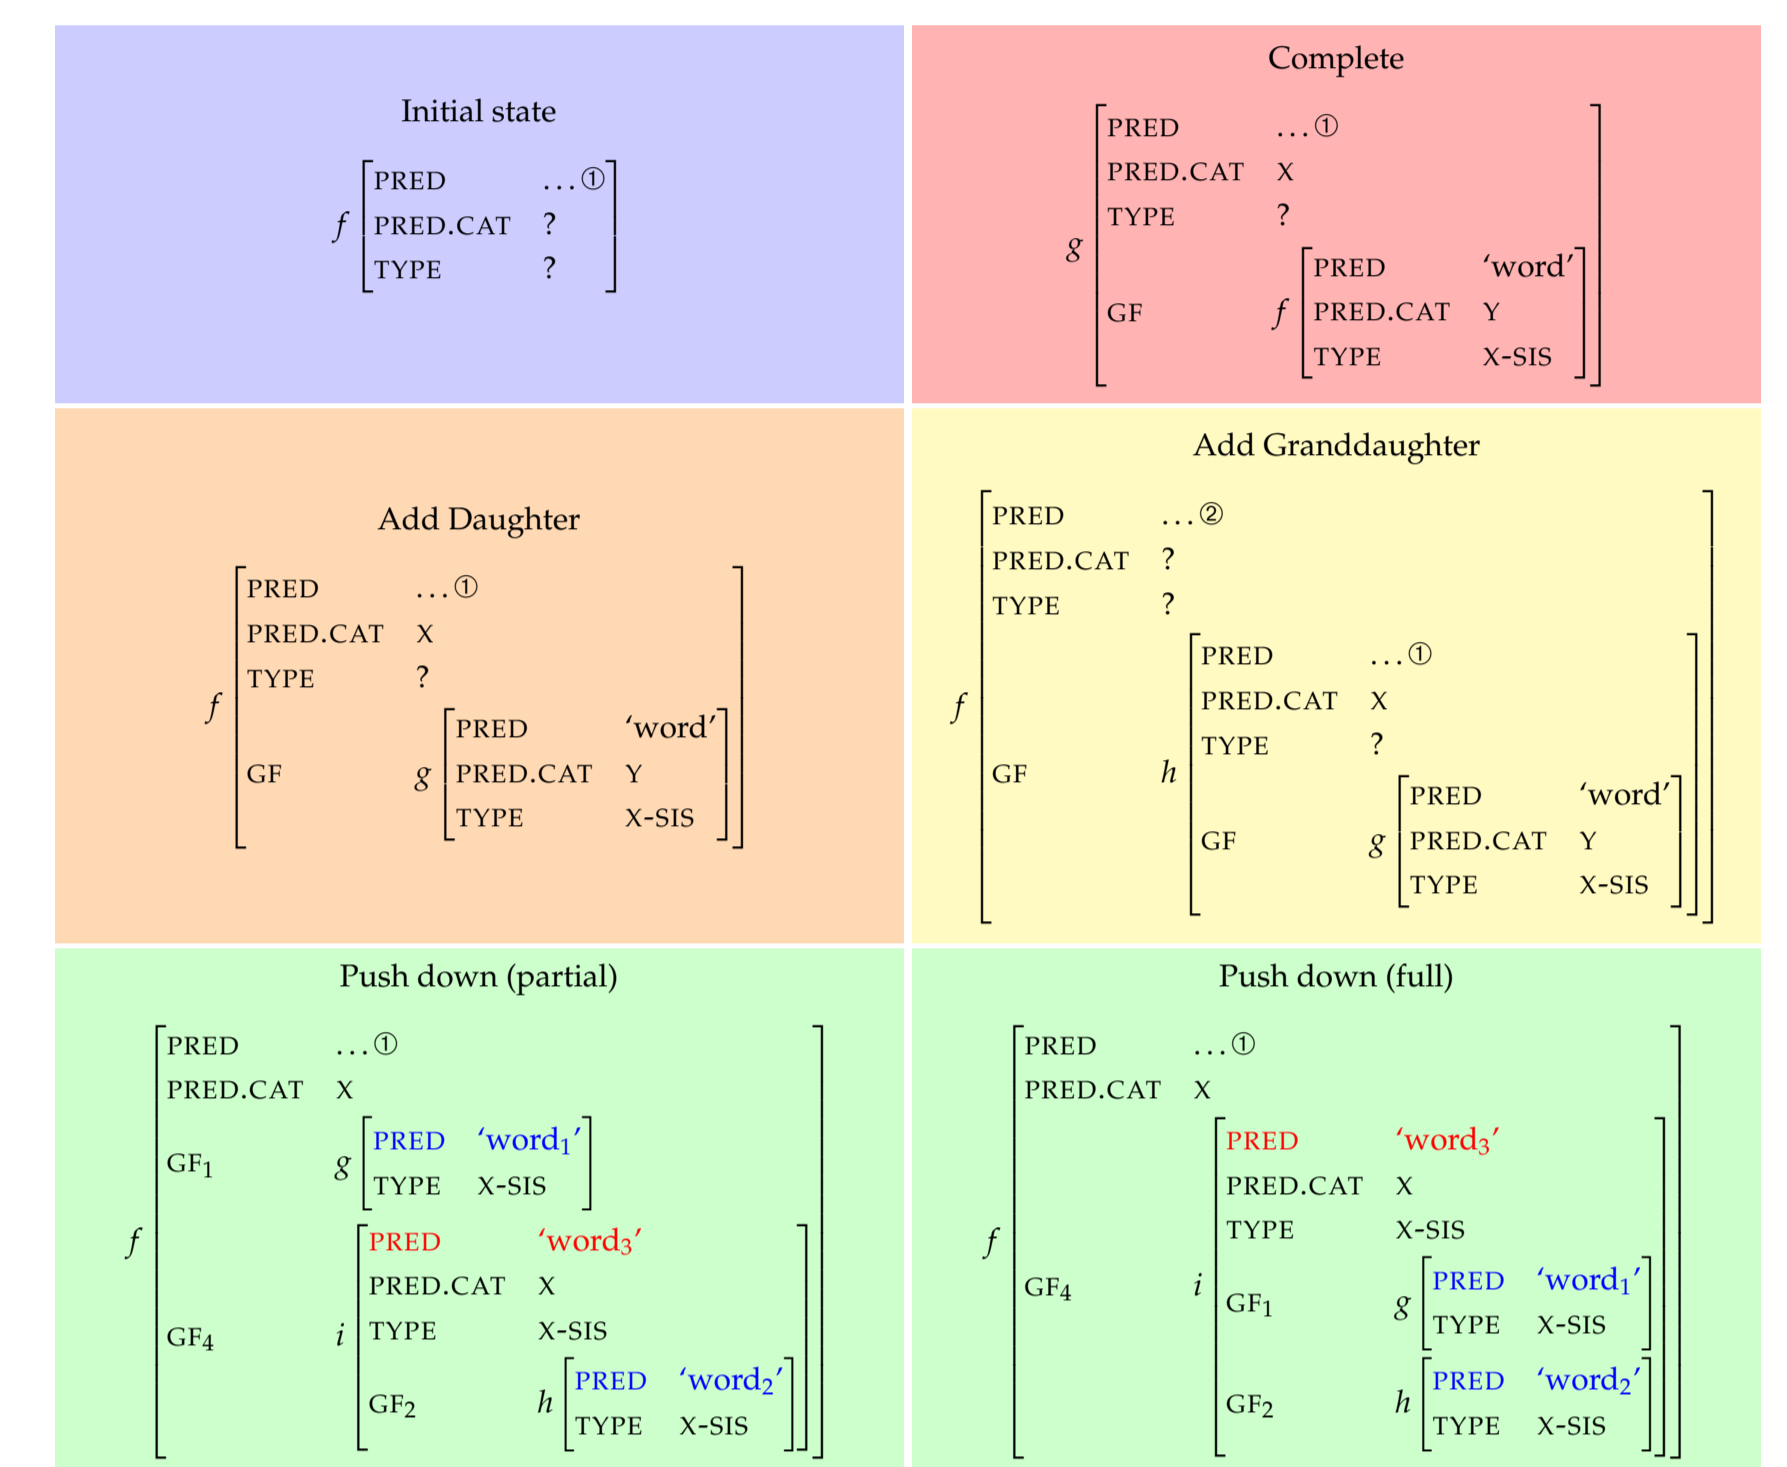 Initial state
PRED ...①
f PRED.CAT ?
TYPE ?
Complete
PRED ...①
PRED.CAT X
TYPE ?
g
PRED ‘word’
GF f PRED.CAT Y
TYPE X-SIS
Add Daughter
PRED ...①
PRED.CAT X
TYPE ?
f
PRED ‘word’
GF g PRED.CAT Y
TYPE X-SIS
Add Granddaughter
PRED ...②
PRED.CAT ?
TYPE ?
PRED ...①
f
PRED.CAT X
TYPE ?
GF h
PRED ‘word’
GF g PRED.CAT Y
TYPE X-SIS
Push down (partial)
PRED ...①
PRED.CAT X
PRED ‘word₁’
GF₁ g
TYPE X-SIS
f PRED ‘word₃’
PRED.CAT X
GF₄ i TYPE X-SIS
PRED ‘word₂’
GF₂ h
TYPE X-SIS
Push down (full)
PRED ...①
PRED.CAT X
PRED ‘word₃’
PRED.CAT X
f TYPE X-SIS
GF₄ i
PRED ‘word₁’
GF₁ g
TYPE X-SIS
PRED ‘word₂’
GF₂ h
TYPE X-SIS